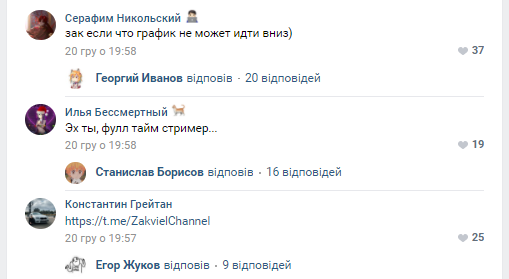 Серафим Никольский
зак если что график не может идти вниз)
20 гру о 19:58
37
Георгий Иванов відповів · 20 відповідей
Илья Бессмертный
Эх ты, фулл тайм стример...
20 гру о 19:58
19
Станислав Борисов відповів · 16 відповідей
Константин Грейтан
https://t.me/ZakvielChannel
20 гру о 19:57
25
Егор Жуков відповів · 9 відповідей